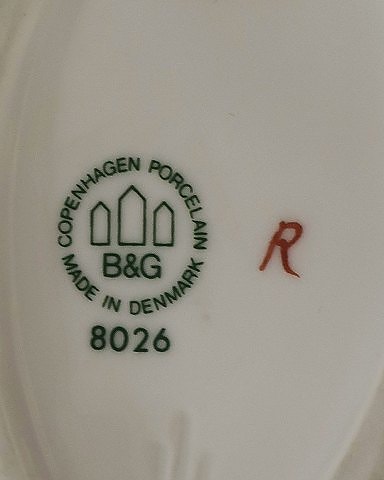 COPENHAGEN PORCELAIN
B&G
MADE IN DENMARK
8026
R